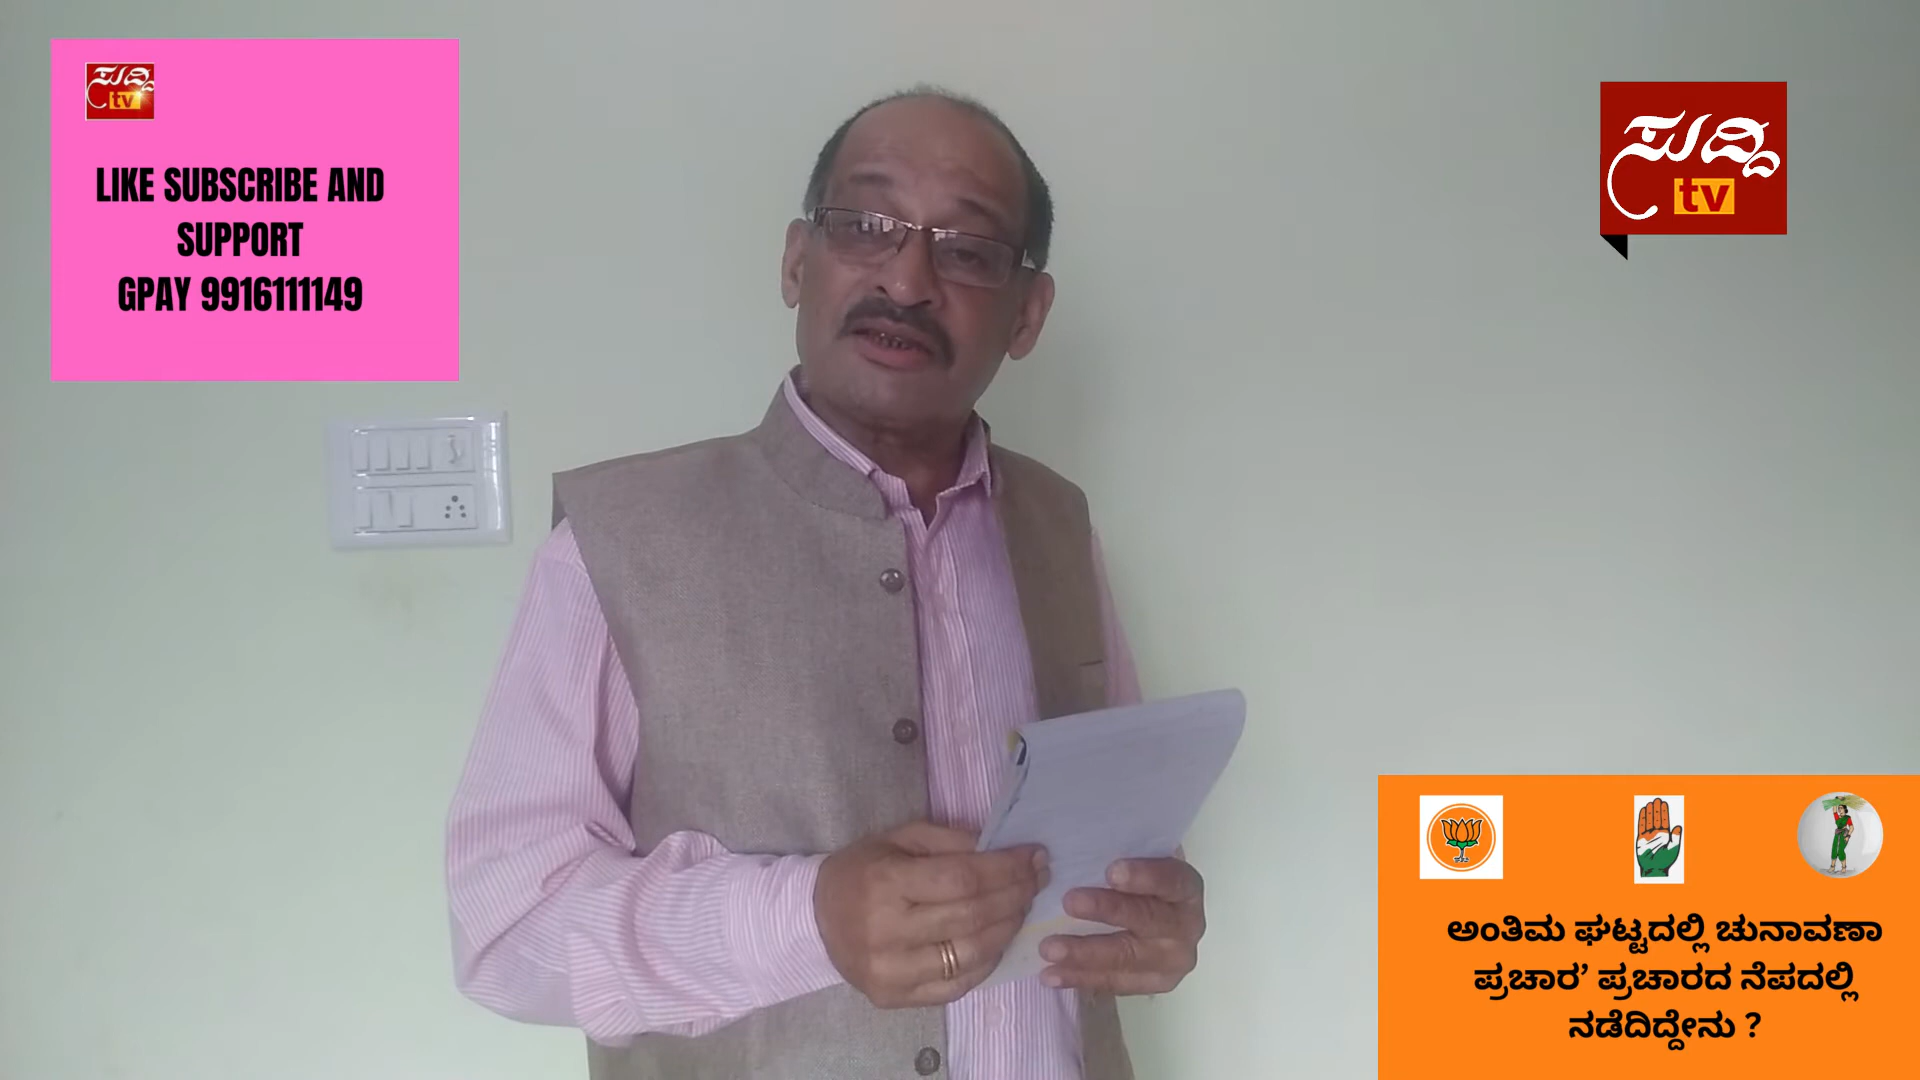 ಸುದ್ದಿ
tv
LIKE SUBSCRIBE AND
SUPPORT
GPAY 9916111149
ಸುದ್ದಿ
tv
ಅಂತಿಮ ಘಟ್ಟದಲ್ಲಿ ಚುನಾವಣಾ
ಪ್ರಚಾರ’ ಪ್ರಚಾರದ ನೆಪದಲ್ಲಿ
ನಡೆದಿದ್ದೇನು ?